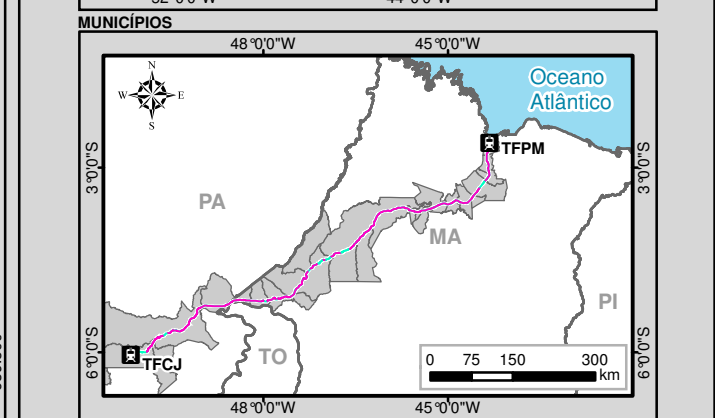 MUNICÍPIOS
48°0'0"W
45°0'0"W
N
W
E
S
Oceano
Atlântico
TFPM
3°0'0"S
3°0'0"S
PA
MA
PI
TO
TFCJ
6°0'0"S
6°0'0"S
0 75 150 300
km
48°0'0"W
45°0'0"W